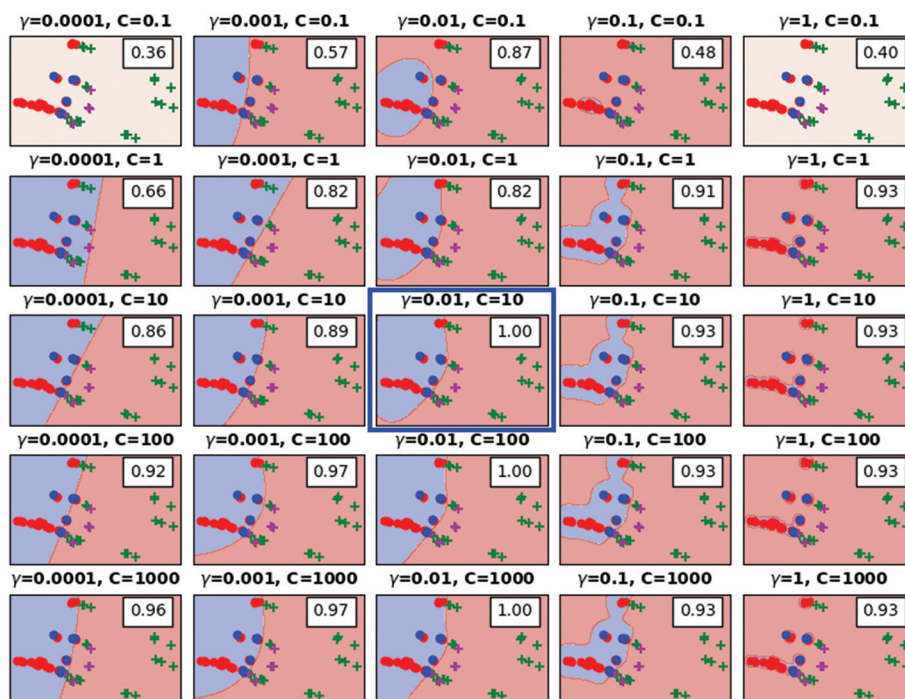 γ=0.0001, C=0.1 γ=0.001, C=0.1 γ=0.01, C=0.1 γ=0.1, C=0.1 γ=1, C=0.1
0.36 0.57 0.87 0.48 0.40
γ=0.0001, C=1 γ=0.001, C=1 γ=0.01, C=1 γ=0.1, C=1 γ=1, C=1
0.66 0.82 0.82 0.91 0.93
γ=0.0001, C=10 γ=0.001, C=10 γ=0.01, C=10 γ=0.1, C=10 γ=1, C=10
0.86 0.89 1.00 0.93 0.93
γ=0.0001, C=100 γ=0.001, C=100 γ=0.01, C=100 γ=0.1, C=100 γ=1, C=100
0.92 0.97 1.00 0.93 0.93
γ=0.0001, C=1000 γ=0.001, C=1000 γ=0.01, C=1000 γ=0.1, C=1000 γ=1, C=1000
0.96 0.97 1.00 0.93 0.93